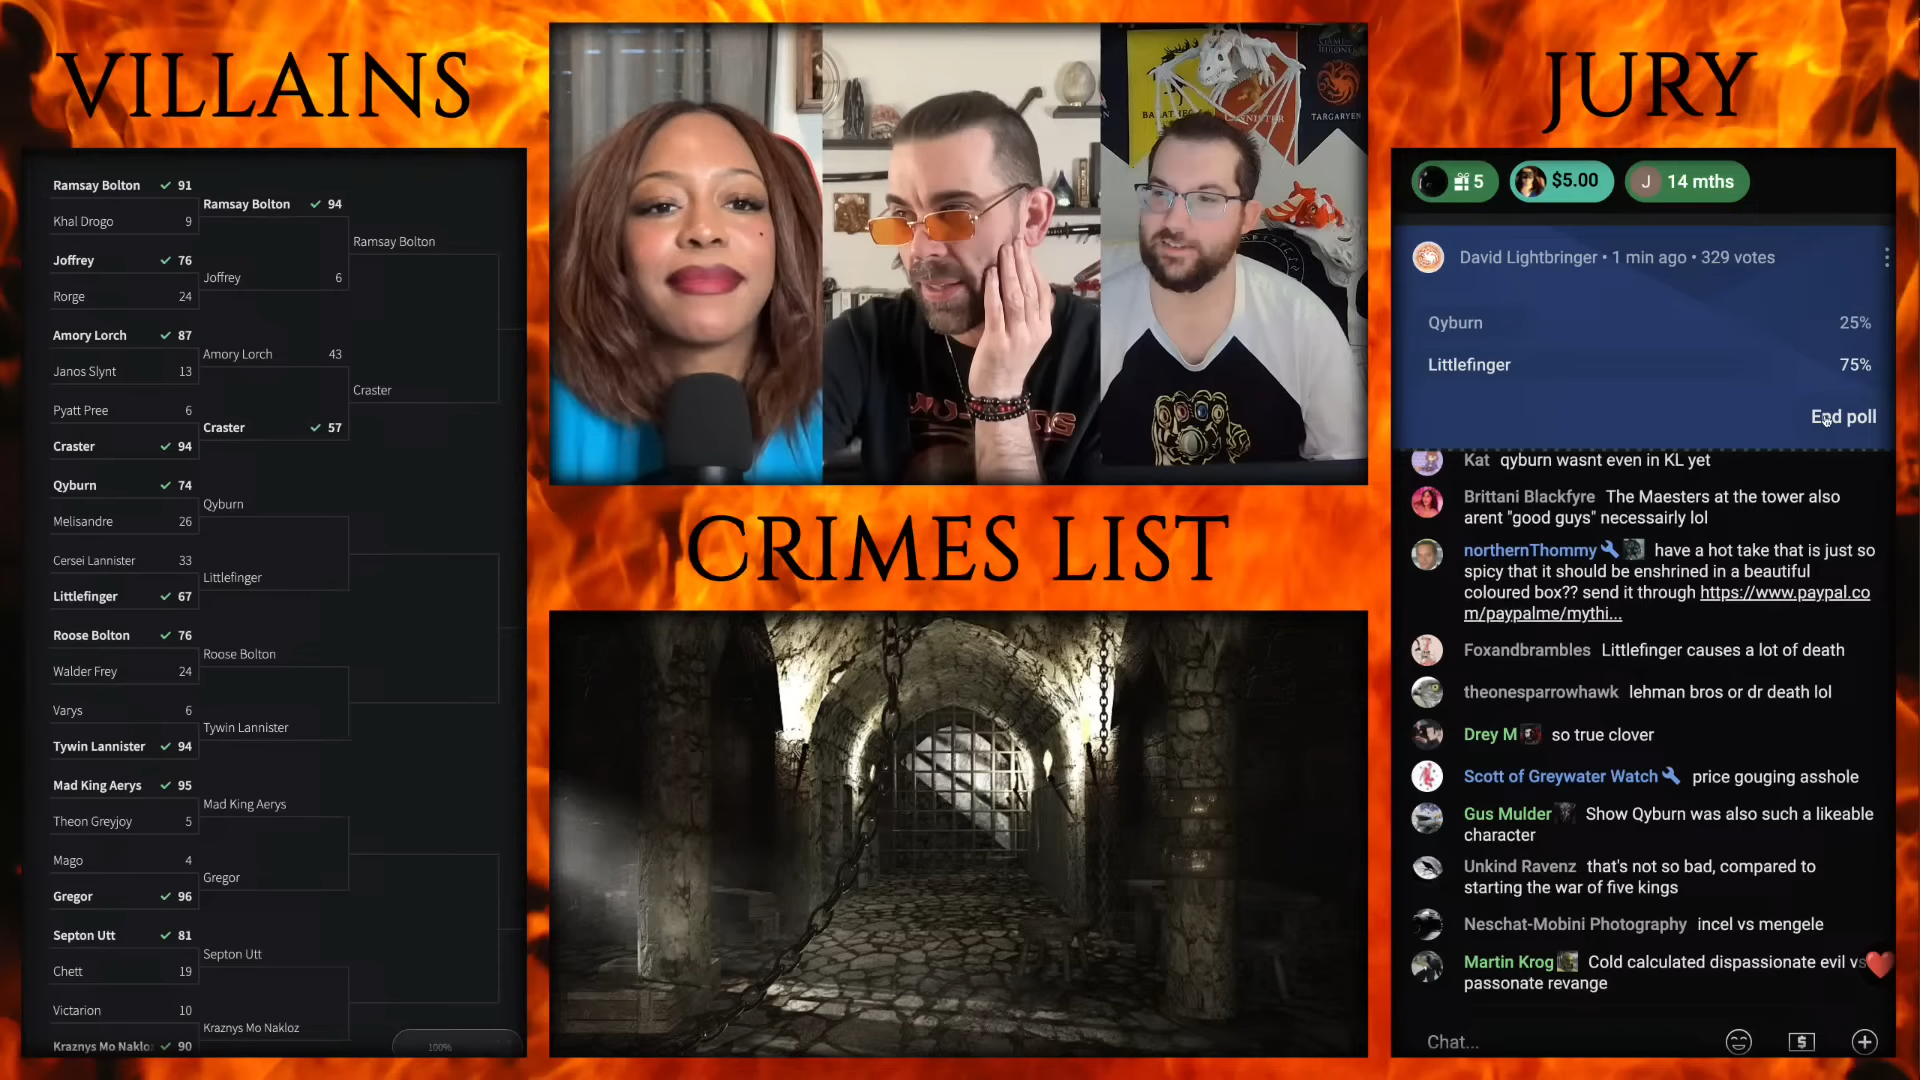 VILLAINS
Ramsay Bolton 91
Khal Drogo 9
Joffrey 76
Rorge 24
Amory Lorch 87
Janos Slynt 13
Pyatt Pree 6
Craster 94
Qyburn 74
Melisandre 26
Cersei Lannister 33
Littlefinger 67
Roose Bolton 76
Walder Frey 24
Varys 6
Tywin Lannister 94
Mad King Aerys 95
Theon Greyjoy 5
Mago 4
Gregor 96
Septon Utt 81
Chett 19
Victarion 10
Kraznys Mo Naklo 90
Ramsay Bolton 94
Joffrey 6
Amory Lorch 43
Craster 57
Qyburn
Littlefinger
Roose Bolton
Tywin Lannister
Mad King Aerys
Gregor
Septon Utt
Kraznys Mo Nakloz
Ramsay Bolton
Craster
100%
GAME OF
THRONES
TARGARYEN
CRIMES LIST
JURY
5
$5.00
J 14 mths
David Lightbringer • 1 min ago • 329 votes
Qyburn 25%
Littlefinger 75%
End poll
Kat qyburn wasnt even in KL yet
Brittani Blackfyre The Maesters at the tower also
arent "good guys" necessairly lol
northernThommy have a hot take that is just so
spicy that it should be enshrined in a beautiful
coloured box?? send it through https://www.paypal.co
m/paypalme/mythi...
Foxandbrambles Littlefinger causes a lot of death
theonesparrowhawk lehman bros or dr death lol
Drey M so true clover
Scott of Greywater Watch price gouging asshole
Gus Mulder Show Qyburn was also such a likeable
character
Unkind Ravenz that's not so bad, compared to
starting the war of five kings
Neschat-Mobini Photography incel vs mengele
Martin Krog Cold calculated dispassionate evil vs
passonate revange
Chat...